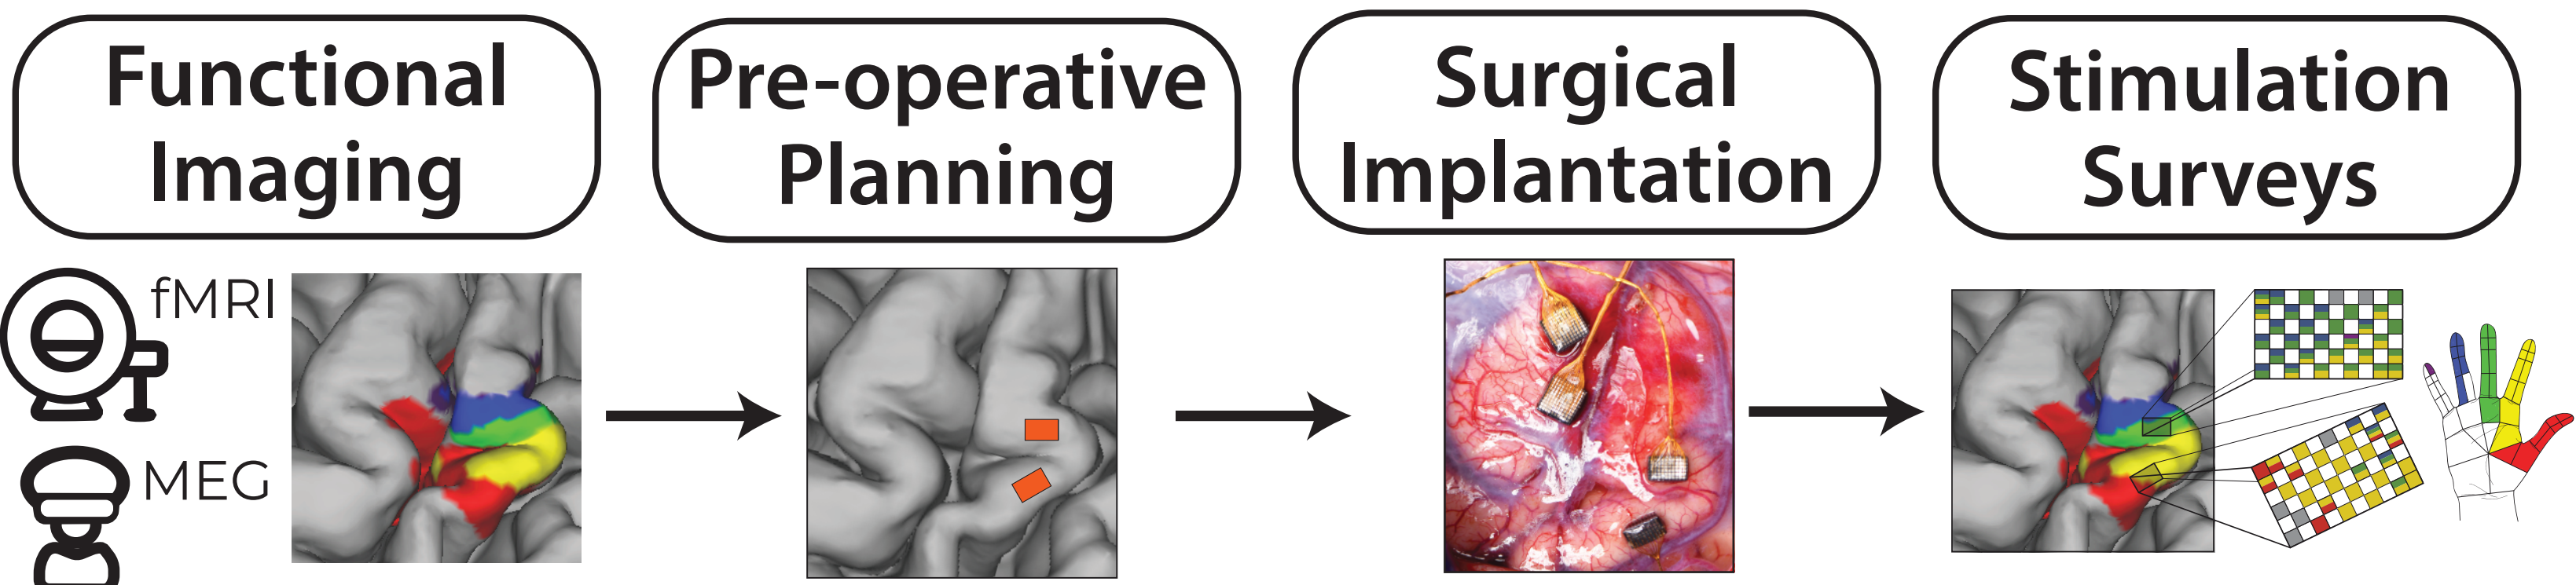 Functional
Imaging
Pre-operative
Planning
Surgical
Implantation
Stimulation
Surveys
fMRI
MEG